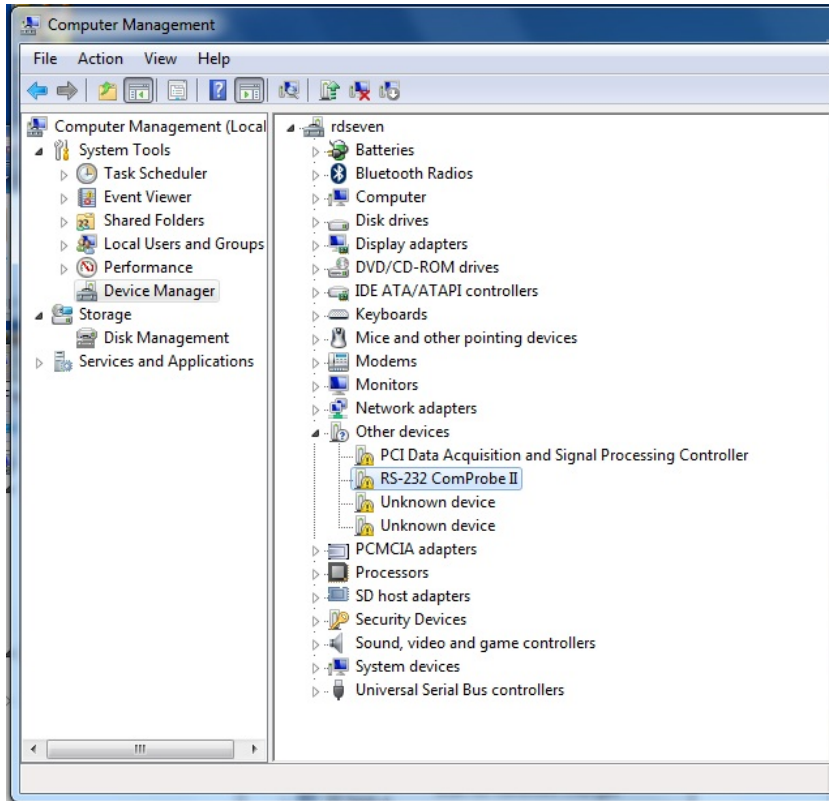 Computer Management
File Action View Help
Computer Management (Local
System Tools
Task Scheduler
Event Viewer
Shared Folders
Local Users and Groups
Performance
Device Manager
Storage
Disk Management
Services and Applications
rdseven
Batteries
Bluetooth Radios
Computer
Disk drives
Display adapters
DVD/CD-ROM drives
IDE ATA/ATAPI controllers
Keyboards
Mice and other pointing devices
Modems
Monitors
Network adapters
Other devices
PCI Data Acquisition and Signal Processing Controller
RS-232 ComProbe II
Unknown device
Unknown device
PCMCIA adapters
Processors
SD host adapters
Security Devices
Sound, video and game controllers
System devices
Universal Serial Bus controllers